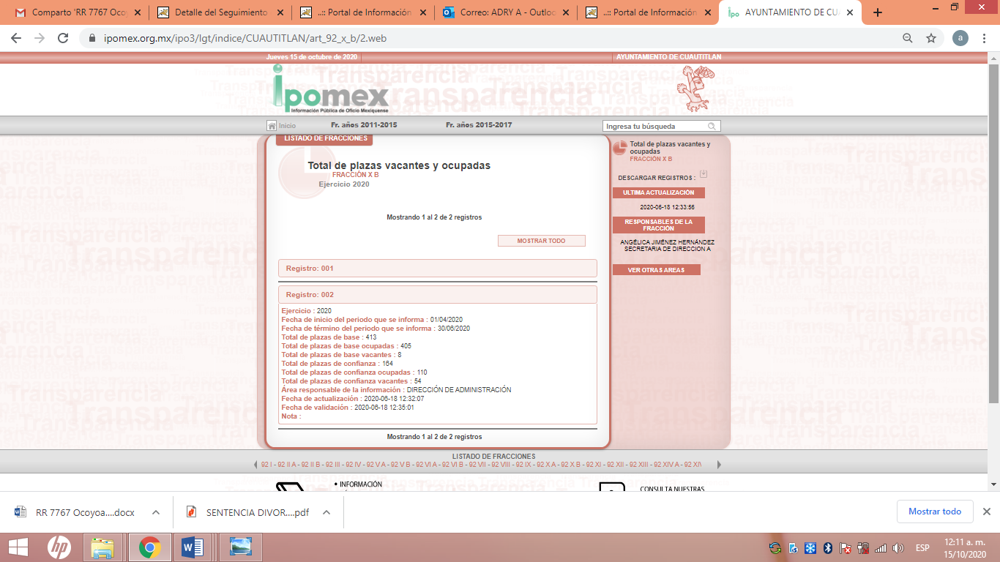 Comparto 'RR 7767 Ocoy
Detalle del Seguimiento
..:: Portal de Información
Correo: ADRY A - Outloo
..:: Portal de Información
ipo AYUNTAMIENTO DE CU
ipomex.org.mx/ipo3/lgt/indice/CUAUTITLAN/art_92_x_b/2.web
a
Jueves 15 de octubre de 2020
AYUNTAMIENTO DE CUAUTITLAN
Transparencia
ipomex
Información Pública de Oficio Mexiquense
Inicio
Fr. años 2011-2015
Fr. años 2015-2017
Ingresa tu búsqueda
LISTADO DE FRACCIONES
Total de plazas vacantes y ocupadas
FRACCIÓN X B
Ejercicio 2020
Mostrando 1 al 2 de 2 registros
MOSTRAR TODO
Registro: 001
Registro: 002
Ejercicio : 2020
Fecha de inicio del periodo que se informa : 01/04/2020
Fecha de término del periodo que se informa : 30/06/2020
Total de plazas de base : 413
Total de plazas de base ocupadas : 405
Total de plazas de base vacantes : 8
Total de plazas de confianza : 164
Total de plazas de confianza ocupadas : 110
Total de plazas de confianza vacantes : 54
Área responsable de la información : DIRECCIÓN DE ADMINISTRACIÓN
Fecha de actualización : 2020-06-18 12:32:07
Fecha de validación : 2020-06-18 12:35:01
Nota :
Mostrando 1 al 2 de 2 registros
Total de plazas vacantes y
ocupadas
FRACCIÓN X B
DESCARGAR REGISTROS :
ULTIMA ACTUALIZACIÓN
2020-06-18 12:33:56
RESPONSABLES DE LA
FRACCIÓN
ANGÉLICA JIMÉNEZ HERNÁNDEZ
SECRETARIA DE DIRECCION A
VER OTRAS AREAS
LISTADO DE FRACCIONES
92 I - 92 II A - 92 II B - 92 III - 92 IV - 92 V A - 92 V B - 92 VI A - 92 VI B - 92 VII - 92 VIII - 92 IX - 92 X A - 92 X B - 92 XI - 92 XII - 92 XIII - 92 XIV A - 92 XIV
• INFORMACIÓN
CONSULTA NUESTRAS
RR 7767 Ocoyoa....docx
SENTENCIA DIVOR....pdf
Mostrar todo
hp
ESP
12:11 a. m.
15/10/2020